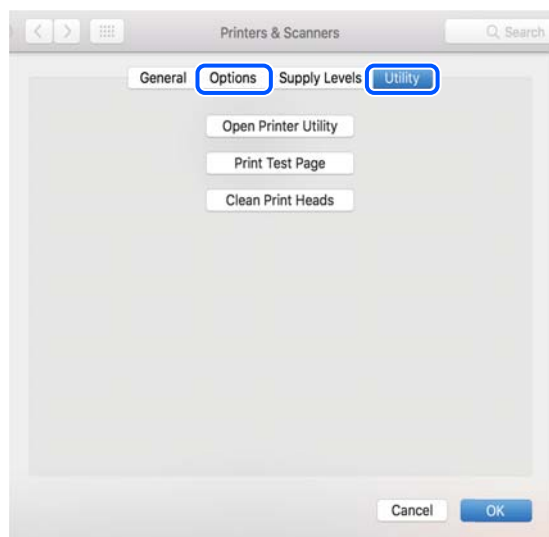 Printers & Scanners Search
General Options Supply Levels Utility
Open Printer Utility
Print Test Page
Clean Print Heads
Cancel OK